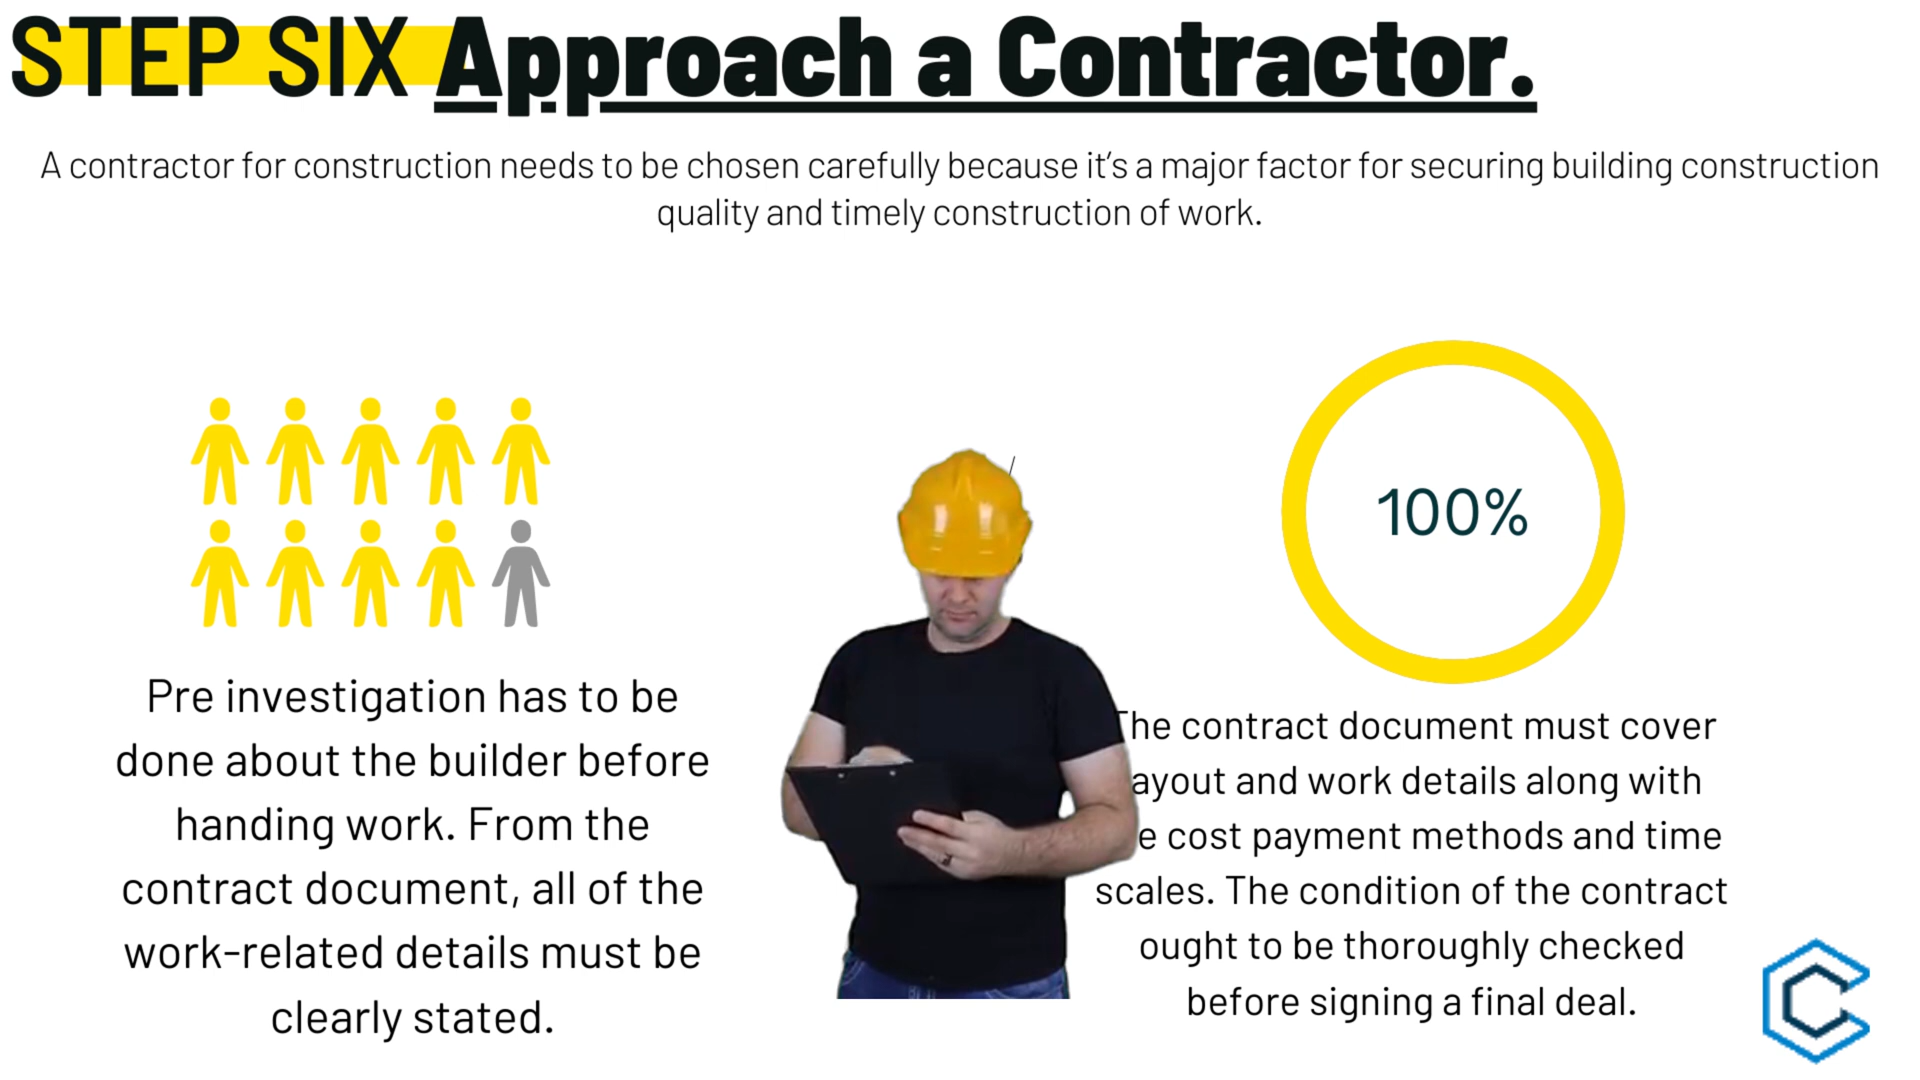 STEP SIX Approach a Contractor.
A contractor for construction needs to be chosen carefully because it's a major factor for securing building construction
quality and timely construction of work.
100%
Pre investigation has to be
done about the builder before
handing work. From the
contract document, all of the
work-related details must be
clearly stated.
The contract document must cover
ayout and work details along with
e cost payment methods and time
scales. The condition of the contract
ought to be thoroughly checked
before signing a final deal.